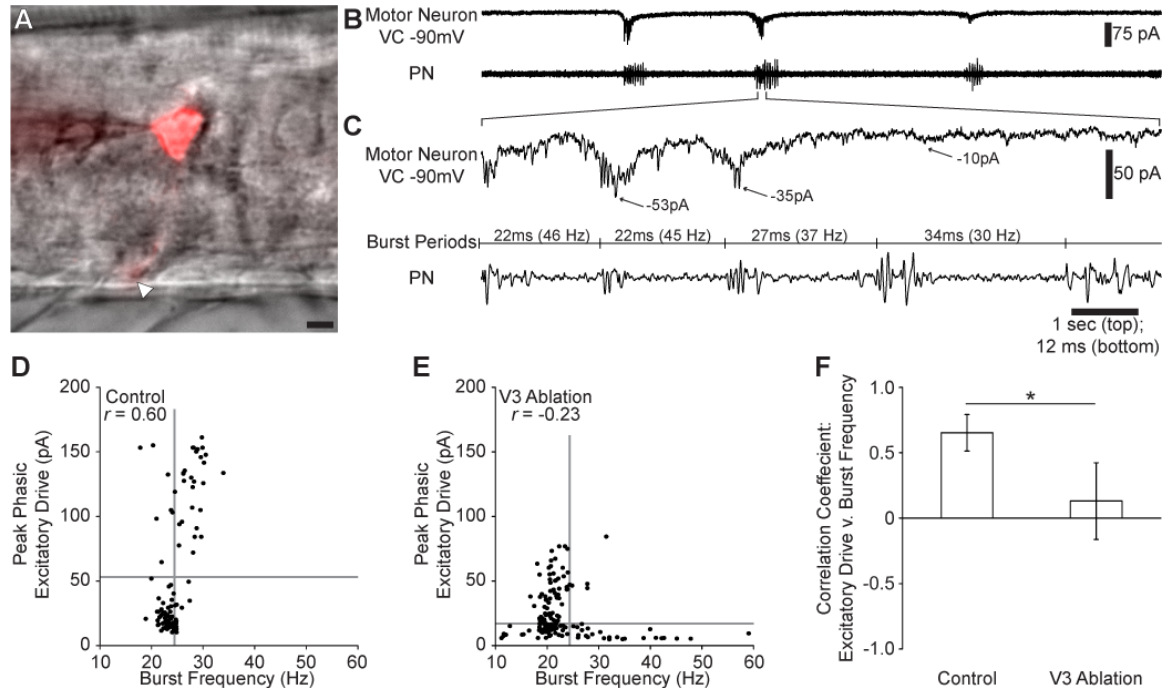 A
B
Motor Neuron
VC -90mV
75 pA
PN
C
Motor Neuron
VC -90mV
-10pA
50 pA
-35pA
-53pA
Burst Periods
22ms (46 Hz)
22ms (45 Hz)
27ms (37 Hz)
34ms (30 Hz)
PN
1 sec (top);
12 ms (bottom)
D
Control
r = 0.60
Peak Phasic
Excitatory Drive (pA)
200
150
100
50
0
10 20 30 40 50 60
Burst Frequency (Hz)
E
V3 Ablation
r = -0.23
Peak Phasic
Excitatory Drive (pA)
200
150
100
50
0
10 20 30 40 50 60
Burst Frequency (Hz)
F
Correlation Coeffecient:
Excitatory Drive v. Burst Frequency
1.0
0.5
0
-0.5
-1.0
*
Control
V3 Ablation